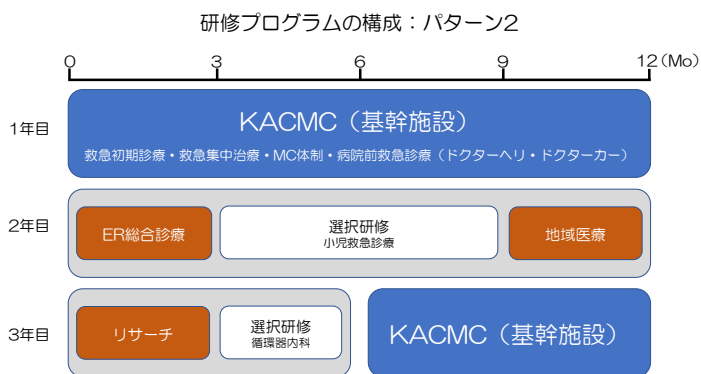 研修プログラムの構成：パターン2
0 3 6 9 12(Mo)
1年目
KACMC（基幹施設）
救急初期診療・救急集中治療・MC体制・病院前救急診療（ドクターヘリ・ドクターカー）
2年目
ER総合診療
選択研修
小児救急診療
地域医療
3年目
リサーチ
選択研修
循環器内科
KACMC（基幹施設）